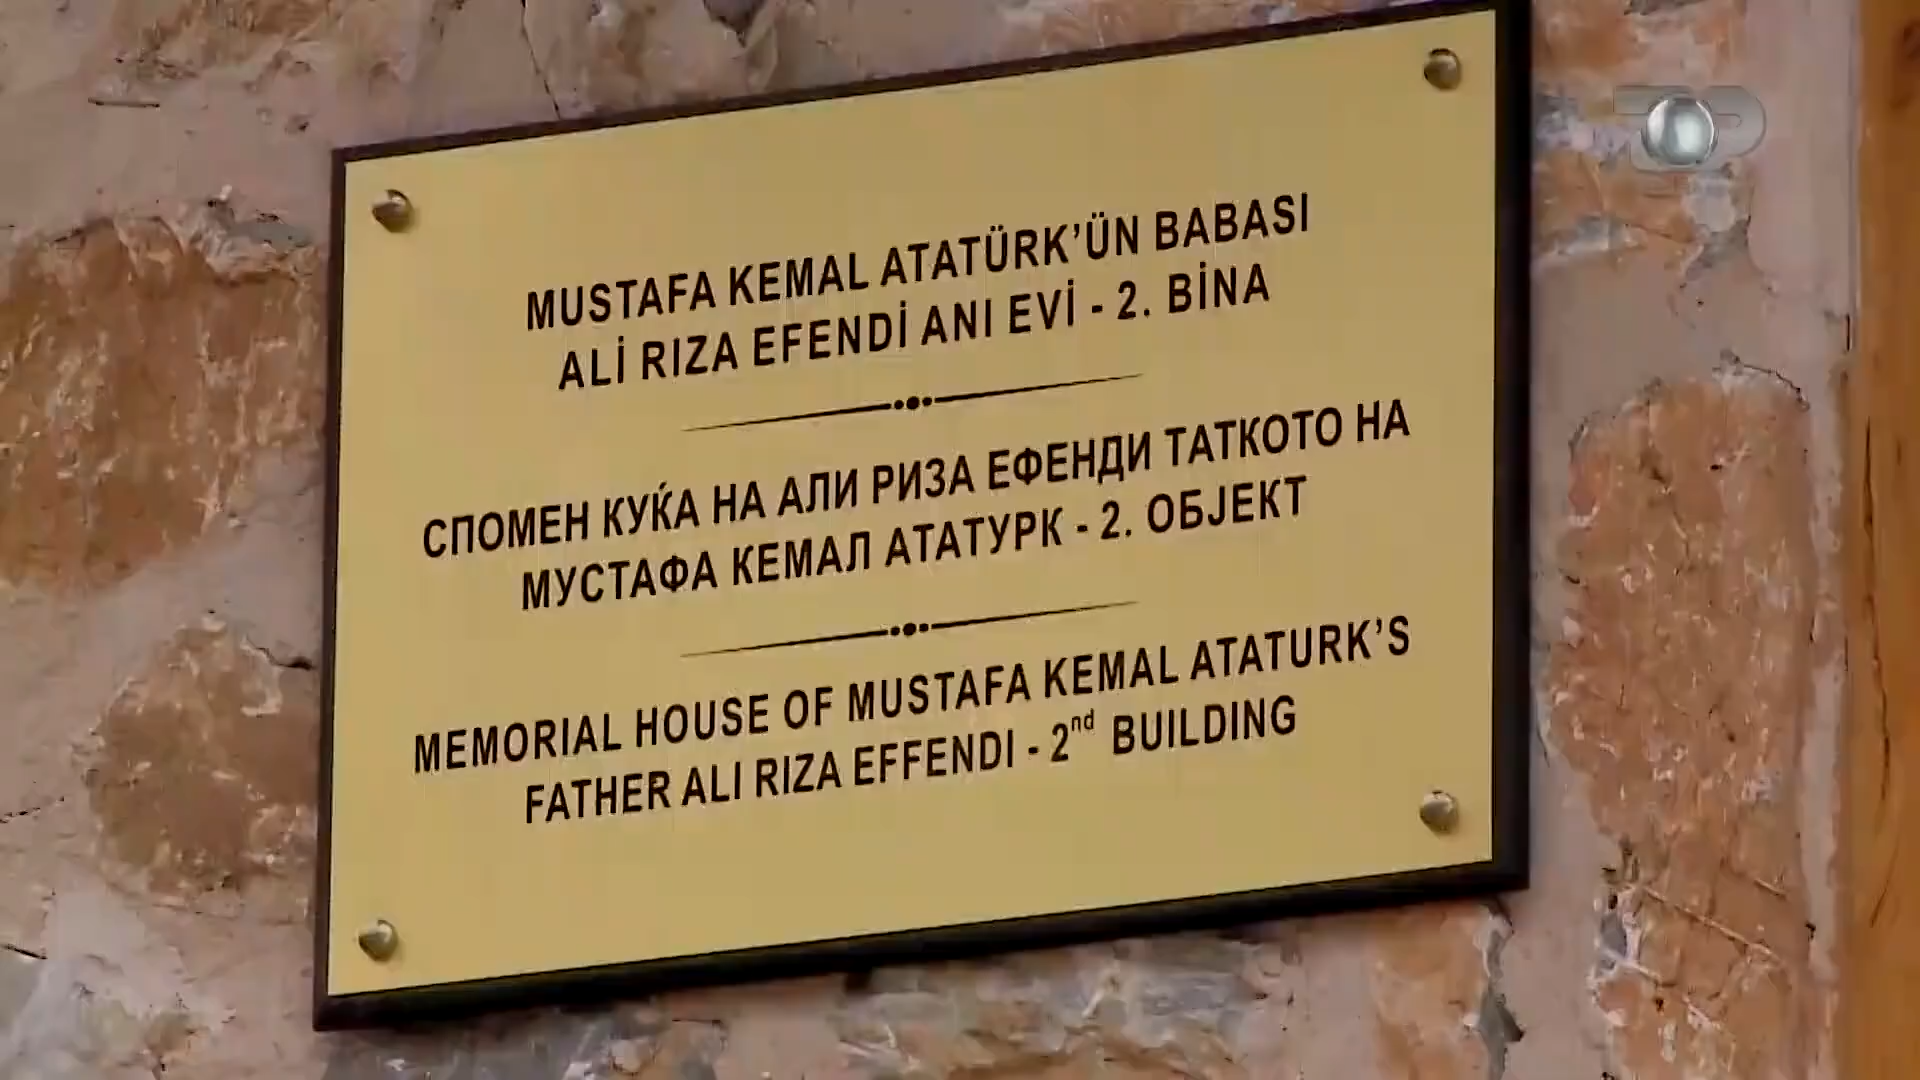 MUSTAFA KEMAL ATATÜRK'ÜN BABASI
ALİ RIZA EFENDİ ANI EVİ - 2. BİNA
СПОМЕН КУЌА НА АЛИ РИЗА ЕФЕНДИ ТАТКОТО НА
МУСТАФА КЕМАЛ АТАТУРК - 2. ОБЈЕКТ
MEMORIAL HOUSE OF MUSTAFA KEMAL ATATURK'S
FATHER ALI RIZA EFFENDI - 2nd BUILDING